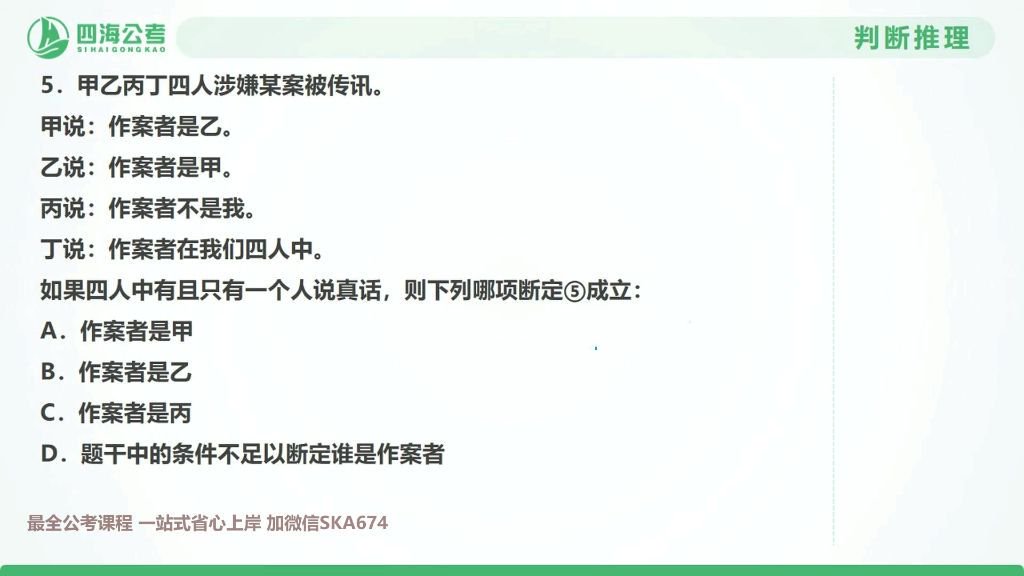 四海公考
SIHAIGONGKAO
判断推理
5．甲乙丙丁四人涉嫌某案被传讯。
甲说：作案者是乙。
乙说：作案者是甲。
丙说：作案者不是我。
丁说：作案者在我们四人中。
如果四人中有且只有一个人说真话，则下列哪项断定⑤成立：
A．作案者是甲
B．作案者是乙
C．作案者是丙
D．题干中的条件不足以断定谁是作案者
最全公考课程 一站式省心上岸 加微信SKA674